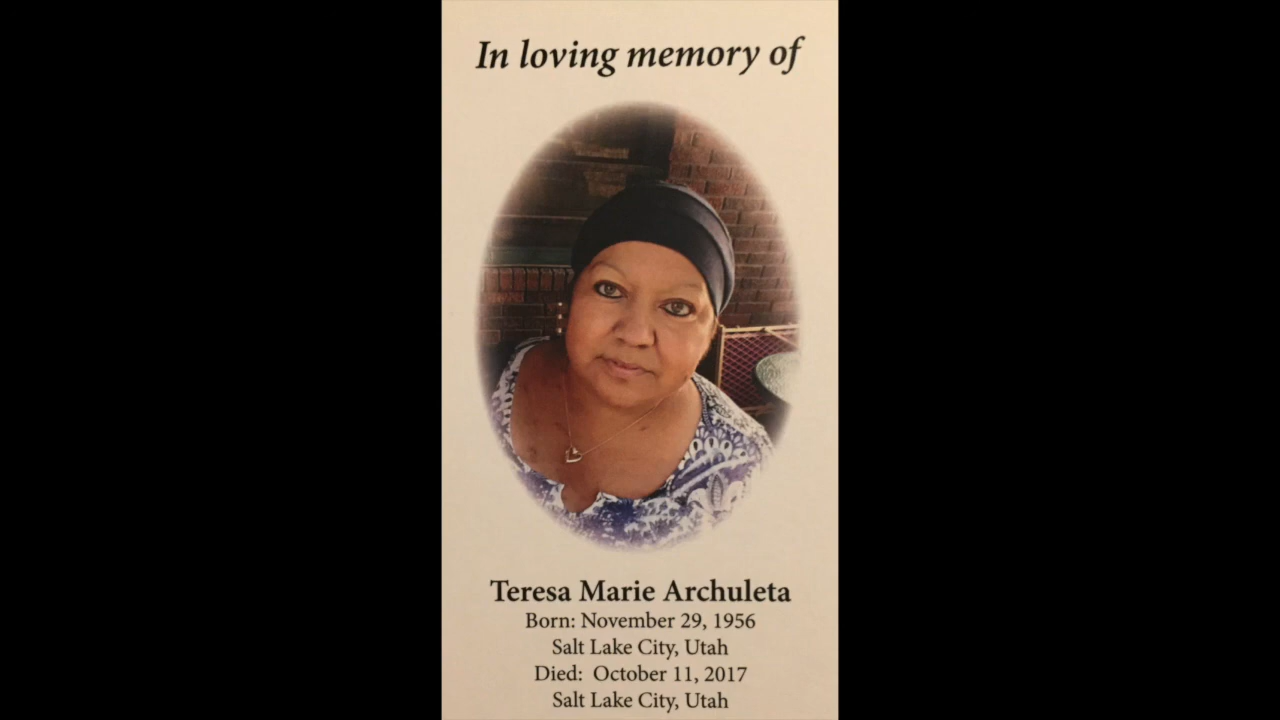 In loving memory of
Teresa Marie Archuleta
Born: November 29, 1956
Salt Lake City, Utah
Died: October 11, 2017
Salt Lake City, Utah